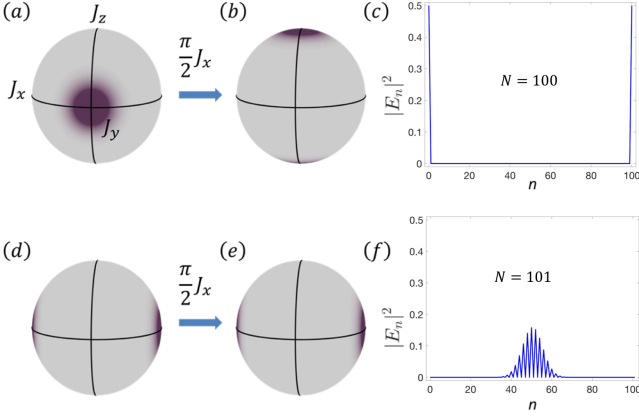 (a)
J_z
J_x
J_y
π/2 J_x
(b)
(c)
|E_n|^2
0.5
0.4
0.3
0.2
0.1
0
N = 100
0 20 40 60 80 100
n
(d)
π/2 J_x
(e)
(f)
|E_n|^2
0.5
0.4
0.3
0.2
0.1
0
N = 101
0 20 40 60 80 100
n